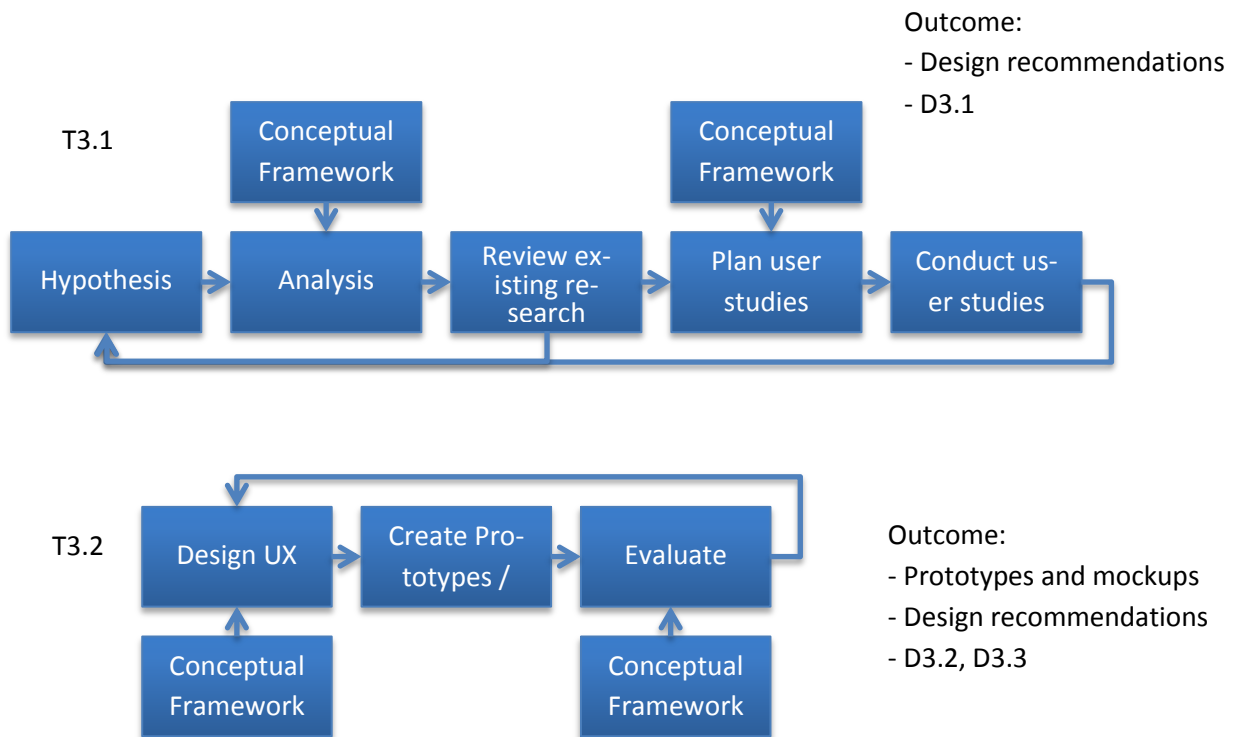 Outcome:
- Design recommendations
- D3.1
T3.1
Conceptual
Framework
Conceptual
Framework
Hypothesis
Analysis
Review ex-
isting re-
search
Plan user
studies
Conduct us-
er studies
T3.2
Design UX
Create Pro-
totypes /
Evaluate
Conceptual
Framework
Conceptual
Framework
Outcome:
- Prototypes and mockups
- Design recommendations
- D3.2, D3.3